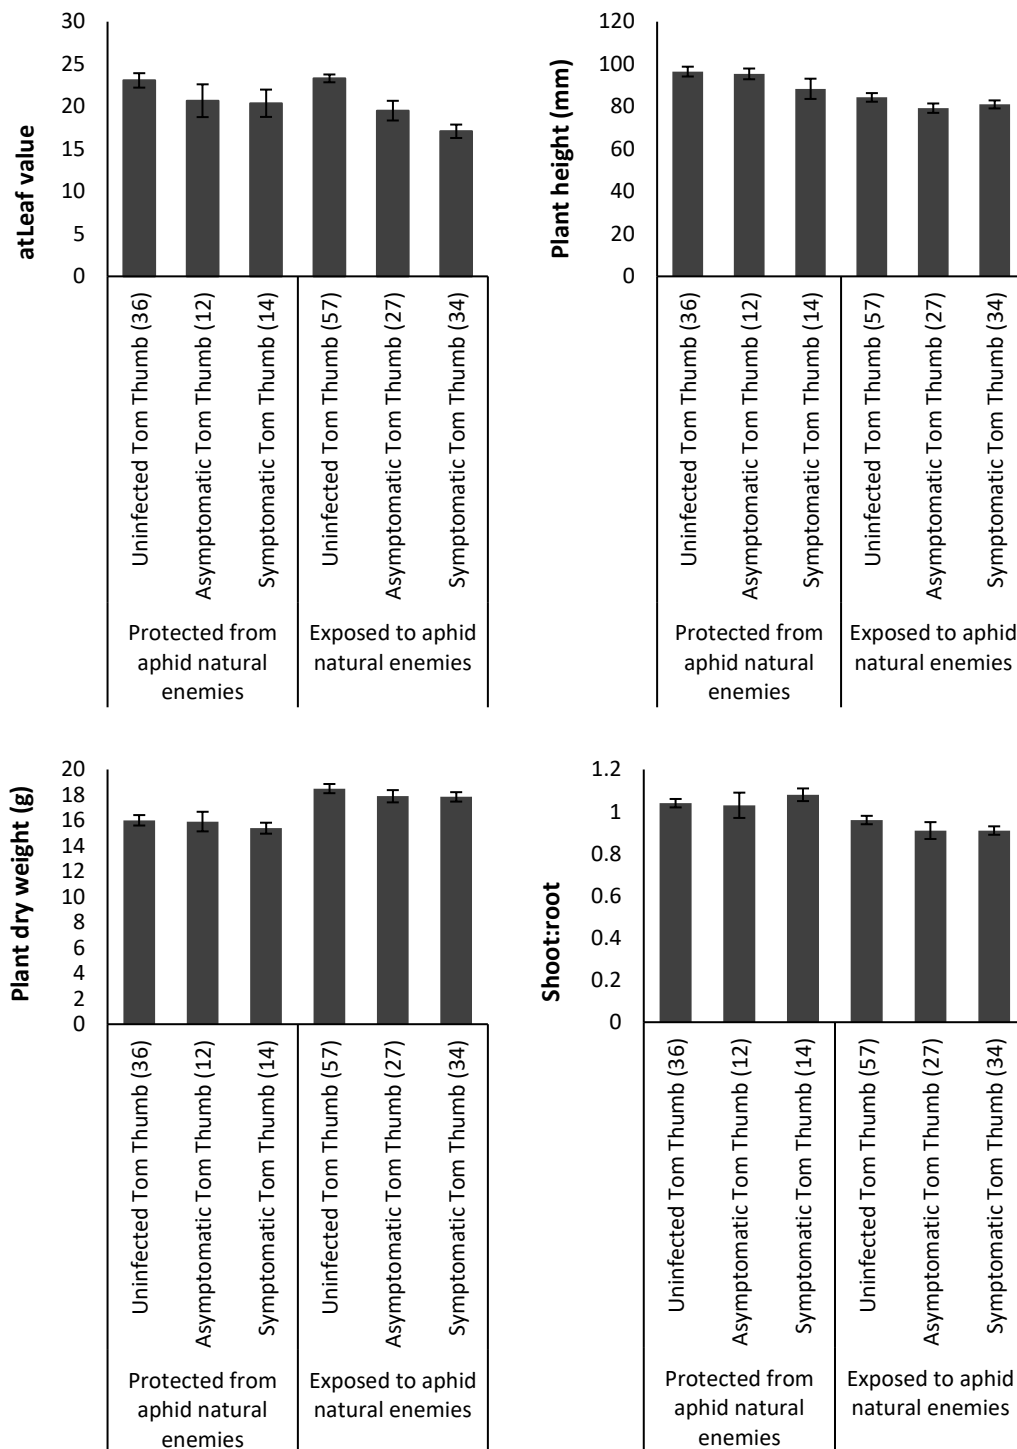 atLeaf value
30
25
20
15
10
5
0
Uninfected Tom Thumb (36)
Asymptomatic Tom Thumb (12)
Symptomatic Tom Thumb (14)
Uninfected Tom Thumb (57)
Asymptomatic Tom Thumb (27)
Symptomatic Tom Thumb (34)
Protected from
aphid natural
enemies
Exposed to aphid
natural enemies
Plant height (mm)
120
100
80
60
40
20
0
Uninfected Tom Thumb (36)
Asymptomatic Tom Thumb (12)
Symptomatic Tom Thumb (14)
Uninfected Tom Thumb (57)
Asymptomatic Tom Thumb (27)
Symptomatic Tom Thumb (34)
Protected from
aphid natural
enemies
Exposed to aphid
natural enemies
Plant dry weight (g)
20
18
16
14
12
10
8
6
4
2
0
Uninfected Tom Thumb (36)
Asymptomatic Tom Thumb (12)
Symptomatic Tom Thumb (14)
Uninfected Tom Thumb (57)
Asymptomatic Tom Thumb (27)
Symptomatic Tom Thumb (34)
Protected from
aphid natural
enemies
Exposed to aphid
natural enemies
Shoot:root
1.2
1
0.8
0.6
0.4
0.2
0
Uninfected Tom Thumb (36)
Asymptomatic Tom Thumb (12)
Symptomatic Tom Thumb (14)
Uninfected Tom Thumb (57)
Asymptomatic Tom Thumb (27)
Symptomatic Tom Thumb (34)
Protected from
aphid natural
enemies
Exposed to aphid
natural enemies